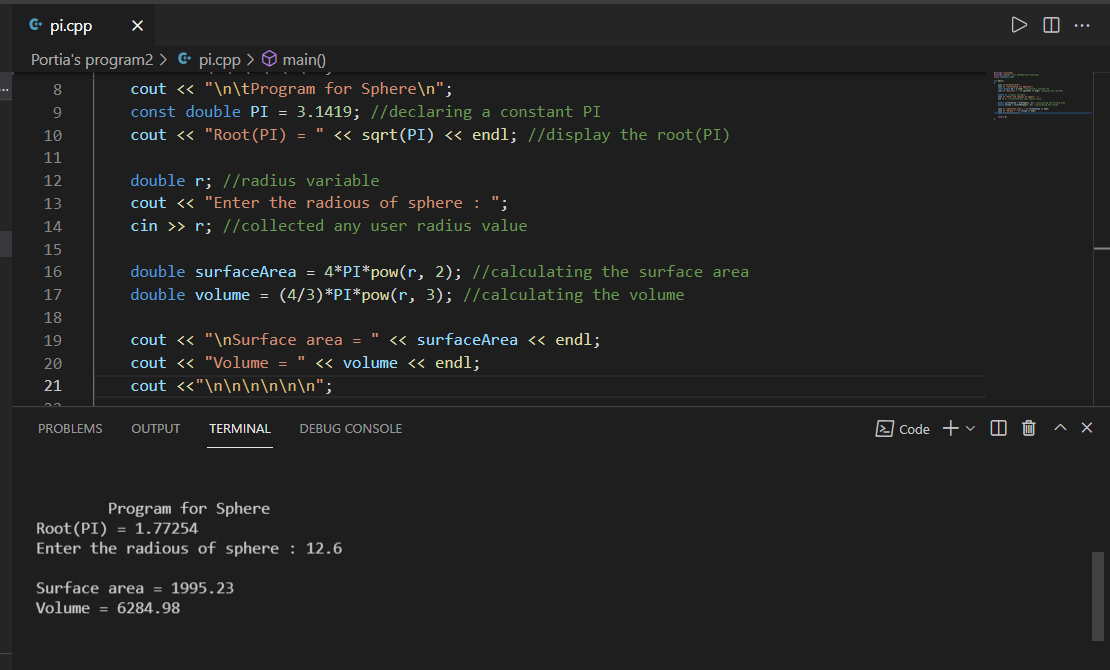 pi.cpp
Portia's program2 > pi.cpp > main()
8 cout << "\n\tProgram for Sphere\n";
9 const double PI = 3.1419; //declaring a constant PI
10 cout << "Root(PI) = " << sqrt(PI) << endl; //display the root(PI)
11
12 double r; //radius variable
13 cout << "Enter the radious of sphere : ";
14 cin >> r; //collected any user radius value
15
16 double surfaceArea = 4*PI*pow(r, 2); //calculating the surface area
17 double volume = (4/3)*PI*pow(r, 3); //calculating the volume
18
19 cout << "\nSurface area = " << surfaceArea << endl;
20 cout << "Volume = " << volume << endl;
21 cout <<"\n\n\n\n\n\n";
PROBLEMS OUTPUT TERMINAL DEBUG CONSOLE Code
Program for Sphere
Root(PI) = 1.77254
Enter the radious of sphere : 12.6
Surface area = 1995.23
Volume = 6284.98